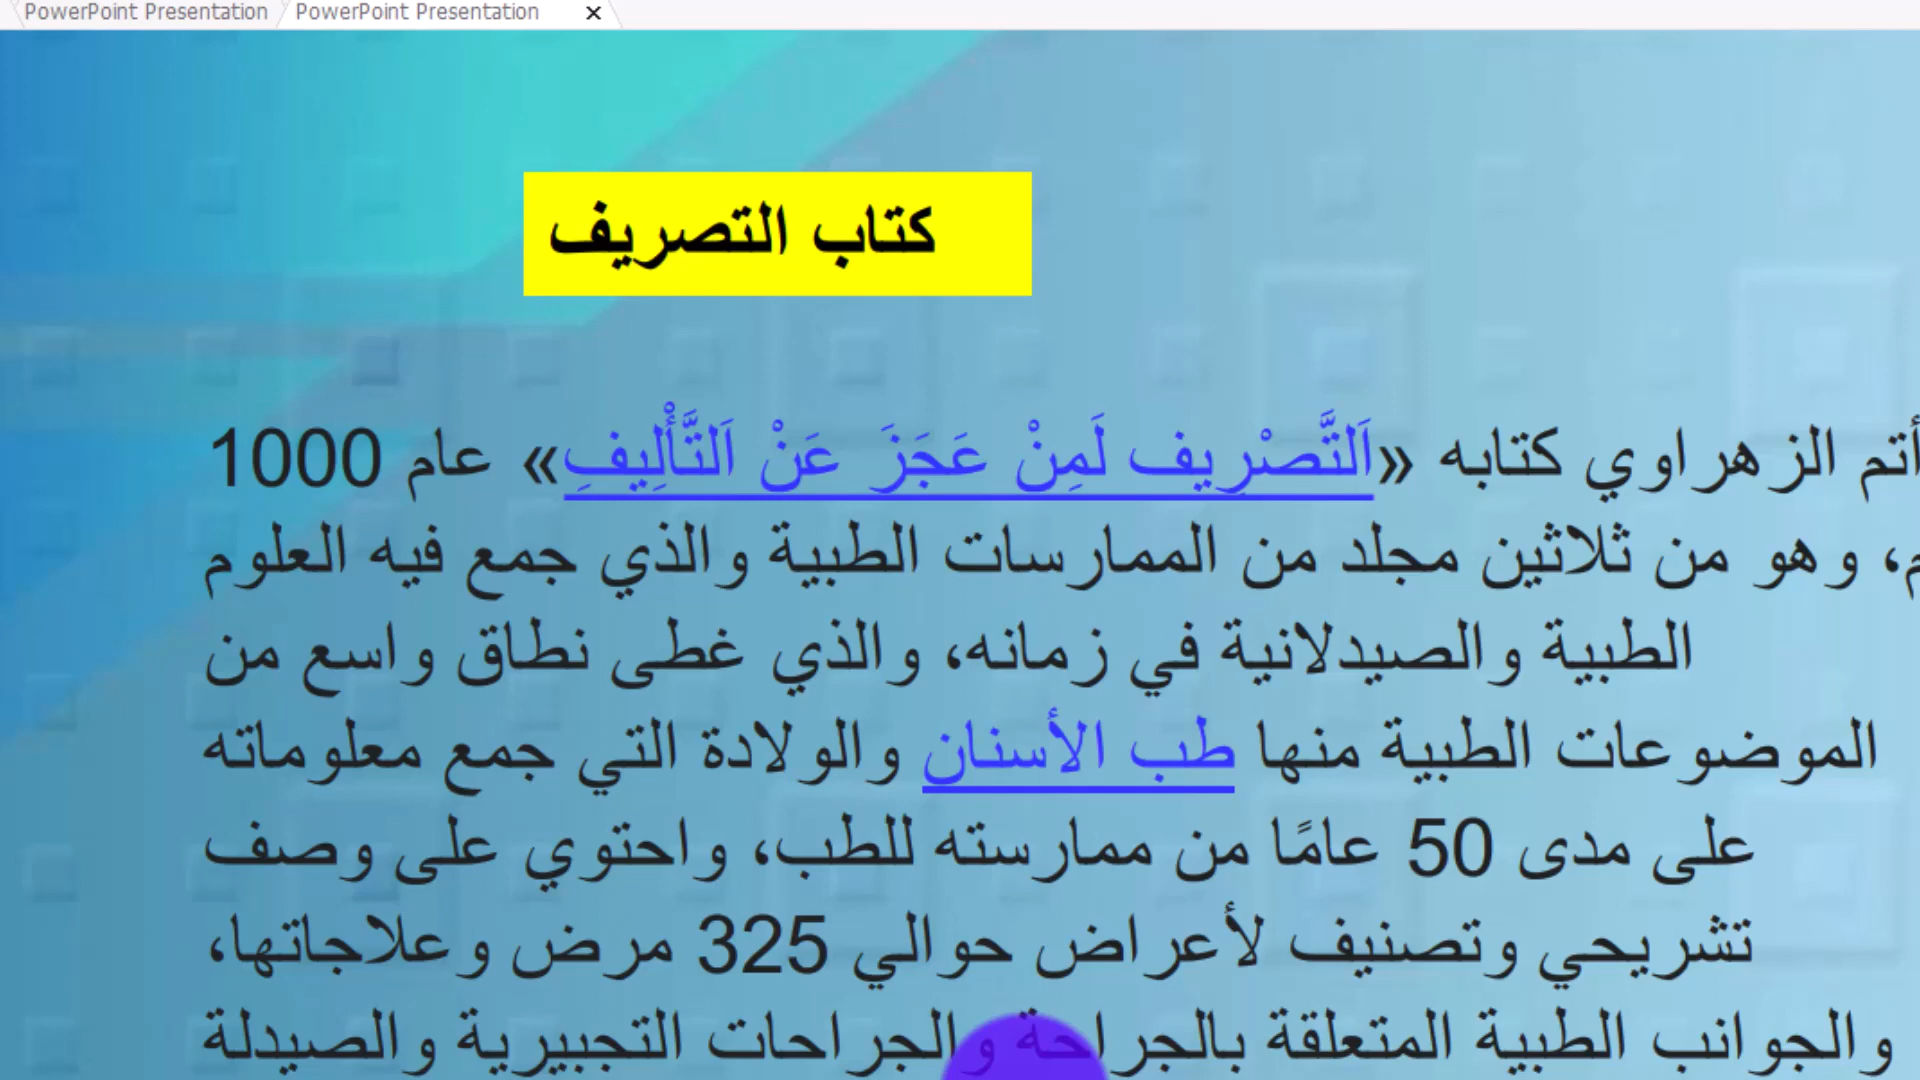 PowerPoint Presentation
PowerPoint Presentation
كتاب التصريف
أتم الزهراوي كتابه «اَلتَّصْرِيف لَمِنْ عَجَزَ عَنْ اَلتَّأْلِيفِ» عام 1000
م، وهو من ثلاثين مجلد من الممارسات الطبية والذي جمع فيه العلوم
الطبية والصيدلانية في زمانه، والذي غطى نطاق واسع من
الموضوعات الطبية منها طب الأسنان والولادة التي جمع معلوماته
على مدى 50 عامًا من ممارسته للطب، واحتوي على وصف
تشريحي وتصنيف لأعراض حوالي 325 مرض وعلاجاتها،
والجوانب الطبية المتعلقة بالجراحة والجراحات التجبيرية والصيدلة